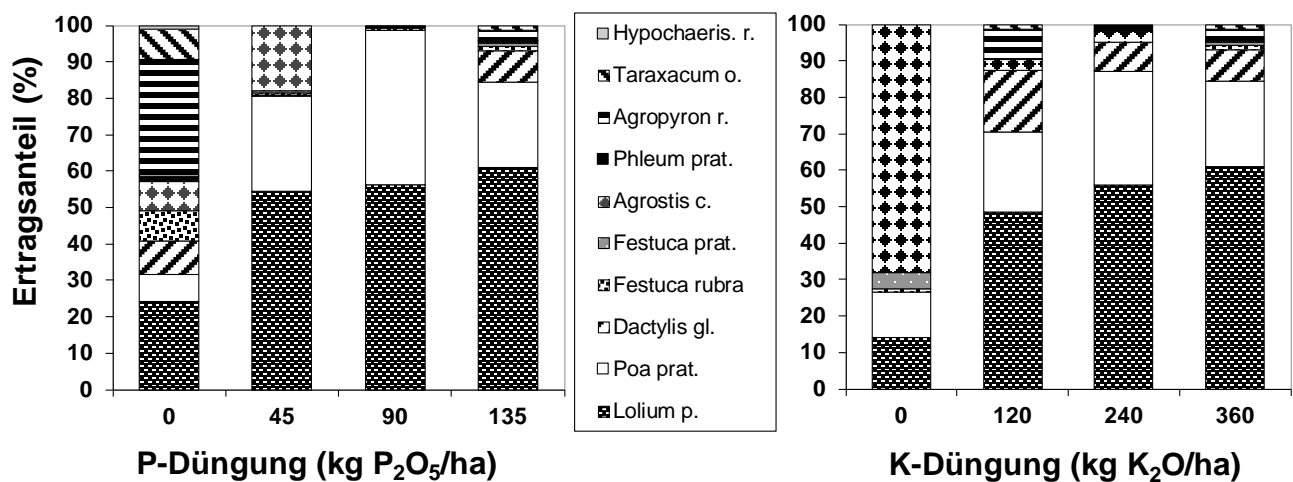 Ertragsanteil (%)
100
90
80
70
60
50
40
30
20
10
0
0 45 90 135
P-Düngung (kg P₂O₅/ha)
Hypochaeris. r.
Taraxacum o.
Agropyron r.
Phleum prat.
Agrostis c.
Festuca prat.
Festuca rubra
Dactylis gl.
Poa prat.
Lolium p.
100
90
80
70
60
50
40
30
20
10
0
0 120 240 360
K-Düngung (kg K₂O/ha)